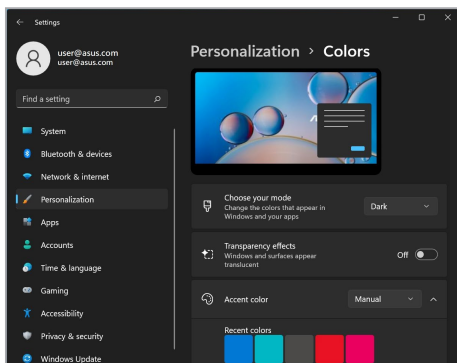 Settings
user@asus.com
user@asus.com
Find a setting
System
Bluetooth & devices
Network & internet
Personalization
Apps
Accounts
Time & language
Gaming
Accessibility
Privacy & security
Windows Update
Personalization > Colors
Choose your mode
Change the colors that appear in
Windows and your apps
Dark
Transparency effects
Windows and surfaces appear
translucent
Off
Accent color
Manual
Recent colors